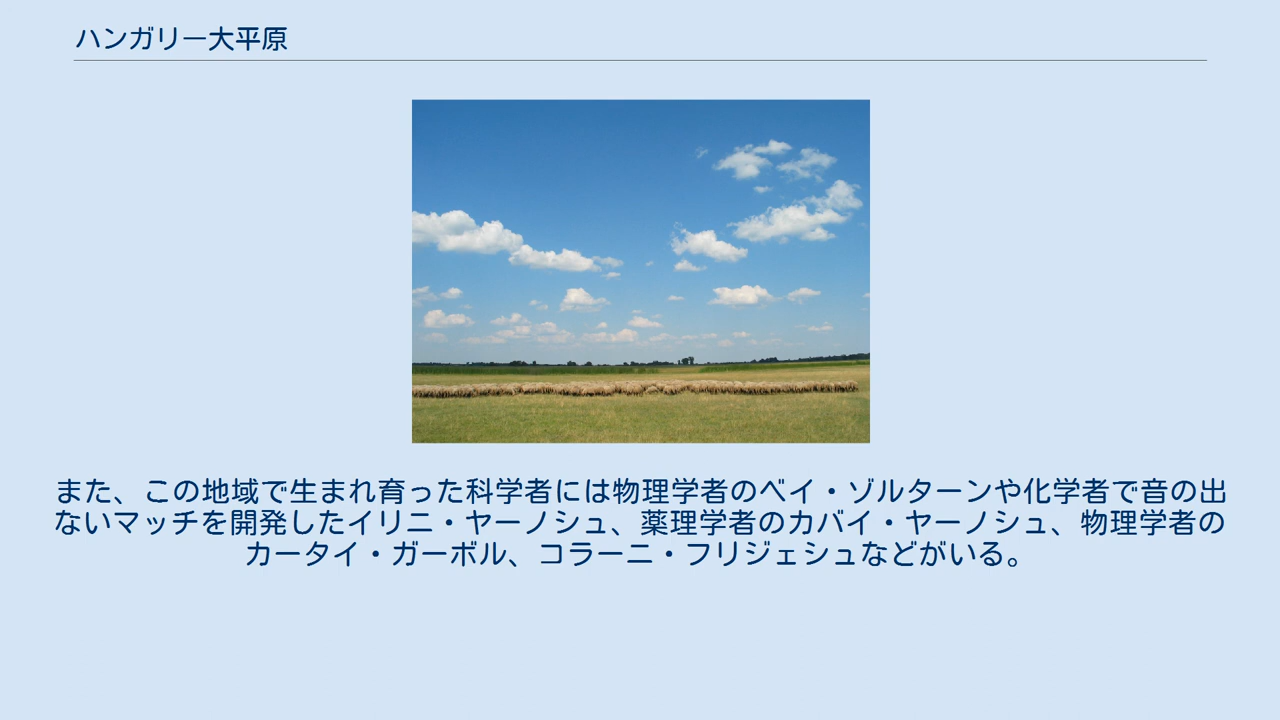 ハンガリー大平原
また、この地域で生まれ育った科学者には物理学者のベイ・ゾルターンや化学者で音の出
ないマッチを開発したイリニ・ヤーノシュ、薬理学者のカバイ・ヤーノシュ、物理学者の
カータイ・ガーボル、コラーニ・フリジェシュなどがいる。